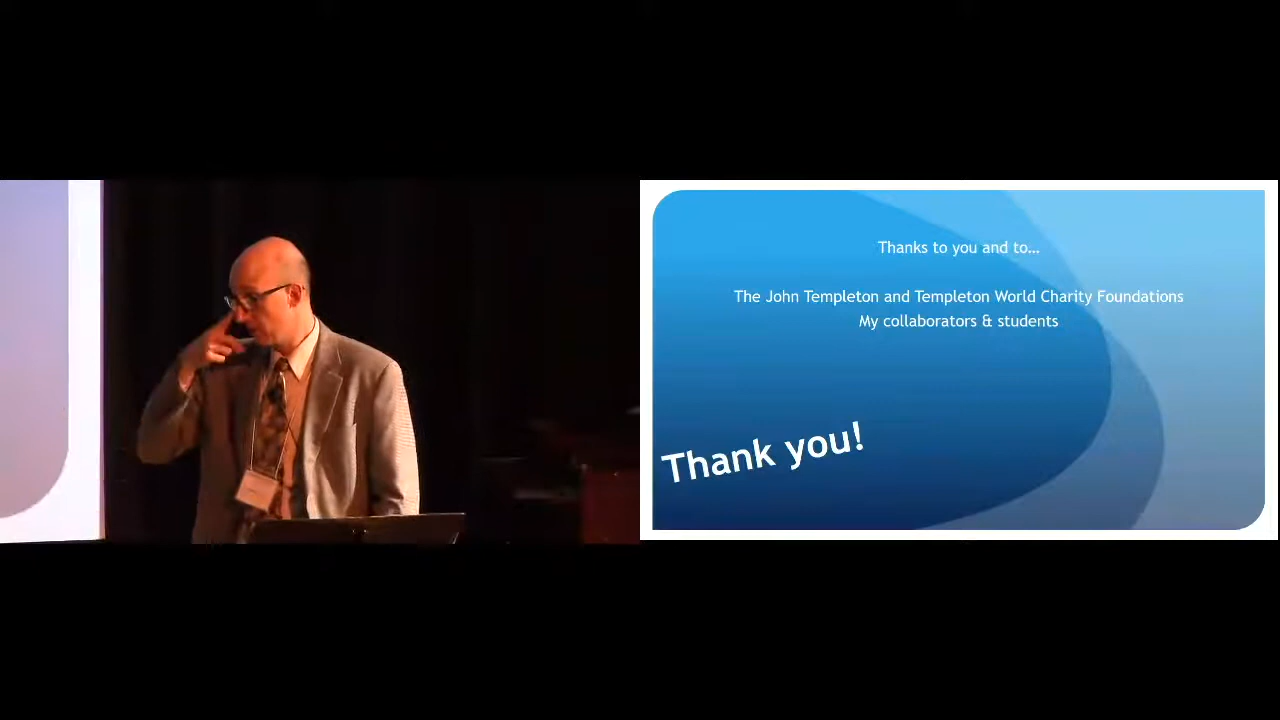 Thanks to you and to…
The John Templeton and Templeton World Charity Foundations
My collaborators & students
Thank you!